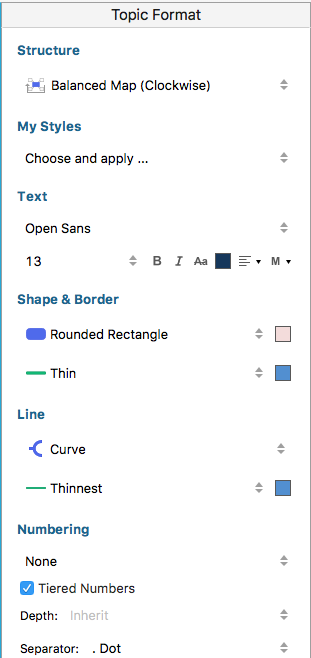 Topic Format
Structure
Balanced Map (Clockwise)
My Styles
Choose and apply ...
Text
Open Sans
13 B I Aa M
Shape & Border
Rounded Rectangle
Thin
Line
Curve
Thinnest
Numbering
None
Tiered Numbers
Depth: Inherit
Separator: . Dot